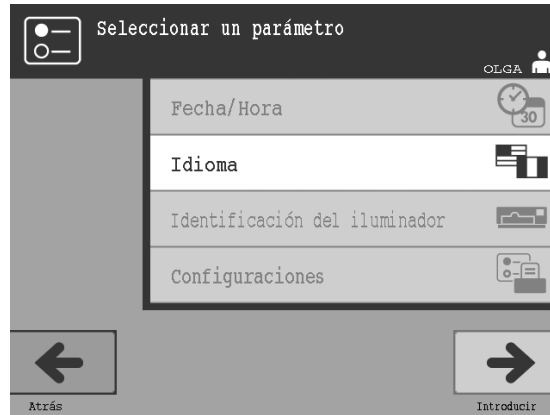 Seleccionar un parámetro
OLGA
Fecha/Hora
30
Idioma
Identificación del iluminador
Configuraciones
Atrás
Introducir